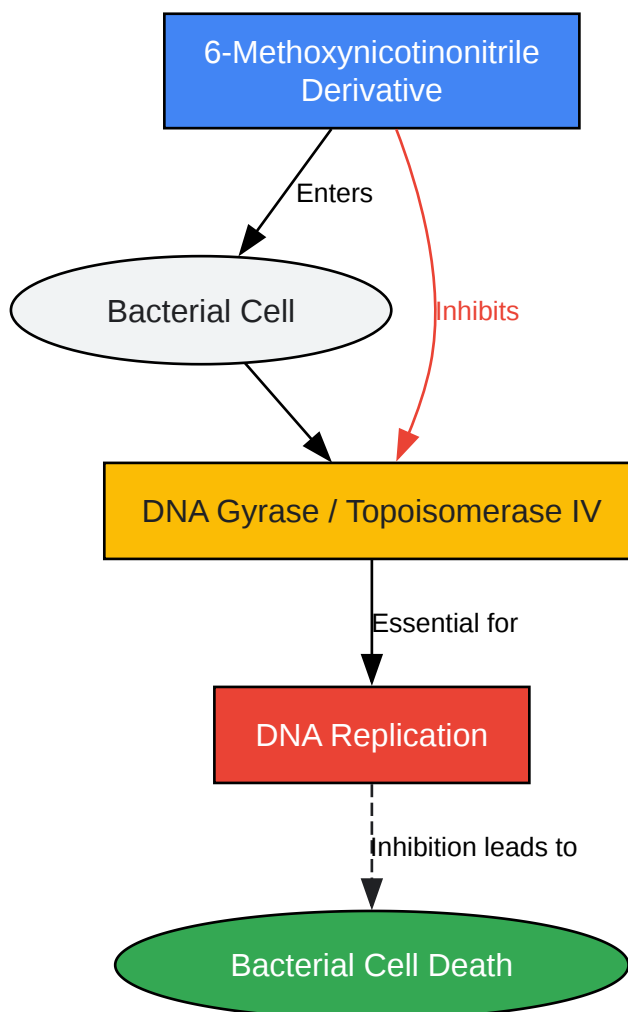 6-Methoxynicotinonitrile
Derivative
Enters
Bacterial Cell
Inhibits
DNA Gyrase / Topoisomerase IV
Essential for
DNA Replication
Inhibition leads to
Bacterial Cell Death